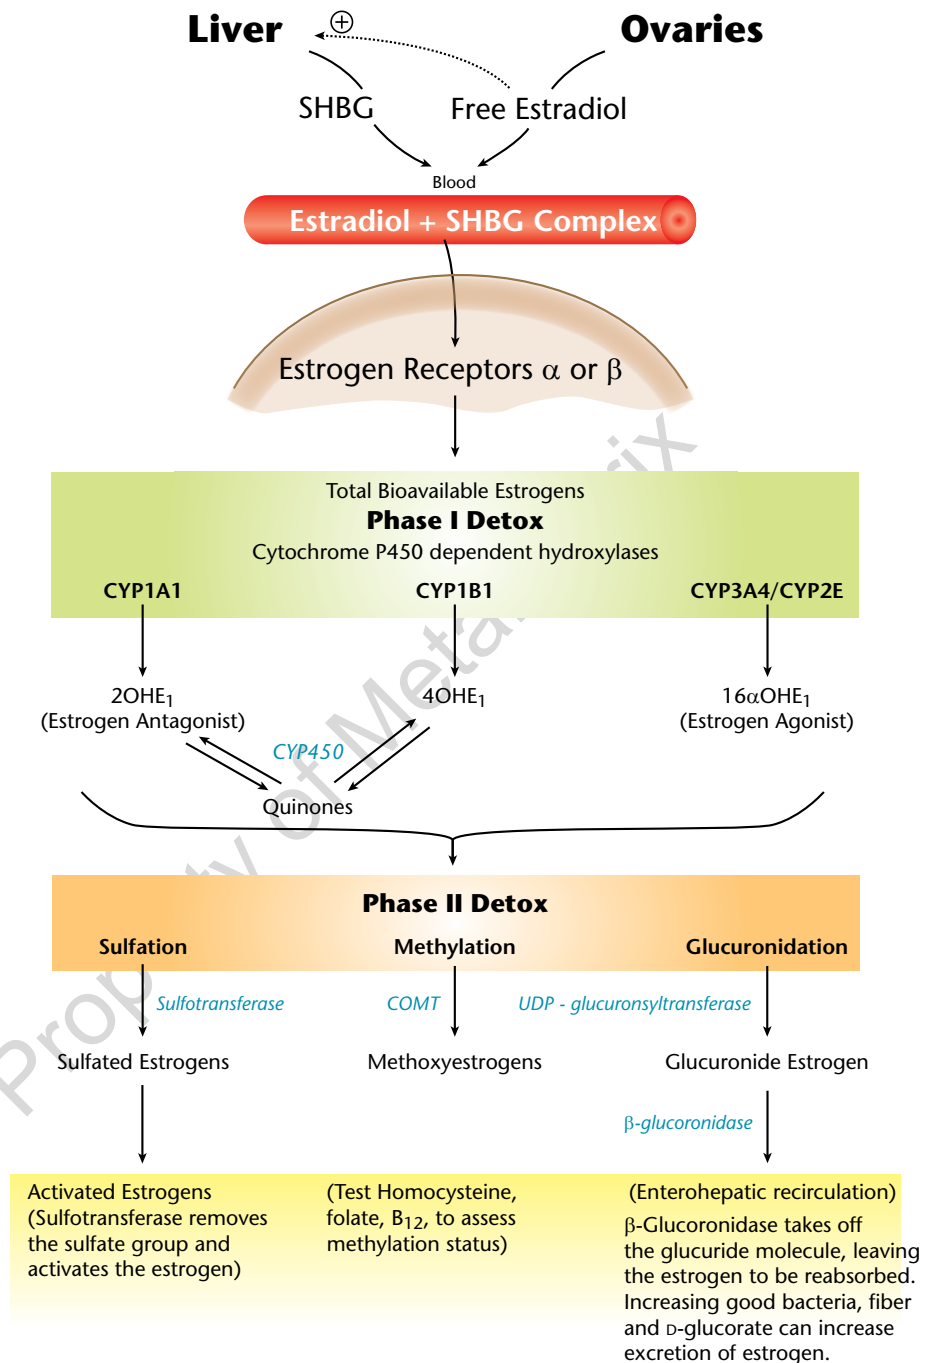 Liver
Ovaries
SHBG
Free Estradiol
Blood
Estradiol + SHBG Complex
Estrogen Receptors α or β
Total Bioavailable Estrogens
Phase I Detox
Cytochrome P450 dependent hydroxylases
CYP1A1
CYP1B1
CYP3A4/CYP2E
2OHE1
(Estrogen Antagonist)
4OHE1
16αOHE1
(Estrogen Agonist)
CYP450
Quinones
Phase II Detox
Sulfation
Methylation
Glucuronidation
Sulfotransferase
COMT
UDP - glucuronsyltransferase
Sulfated Estrogens
Methoxyestrogens
Glucuronide Estrogen
β-glucoronidase
Activated Estrogens
(Sulfotransferase removes
the sulfate group and
activates the estrogen)
(Test Homocysteine,
folate, B12, to assess
methylation status)
(Enterohepatic recirculation)
β-Glucoronidase takes off
the glucuride molecule, leaving
the estrogen to be reabsorbed.
Increasing good bacteria, fiber
and D-glucorate can increase
excretion of estrogen.